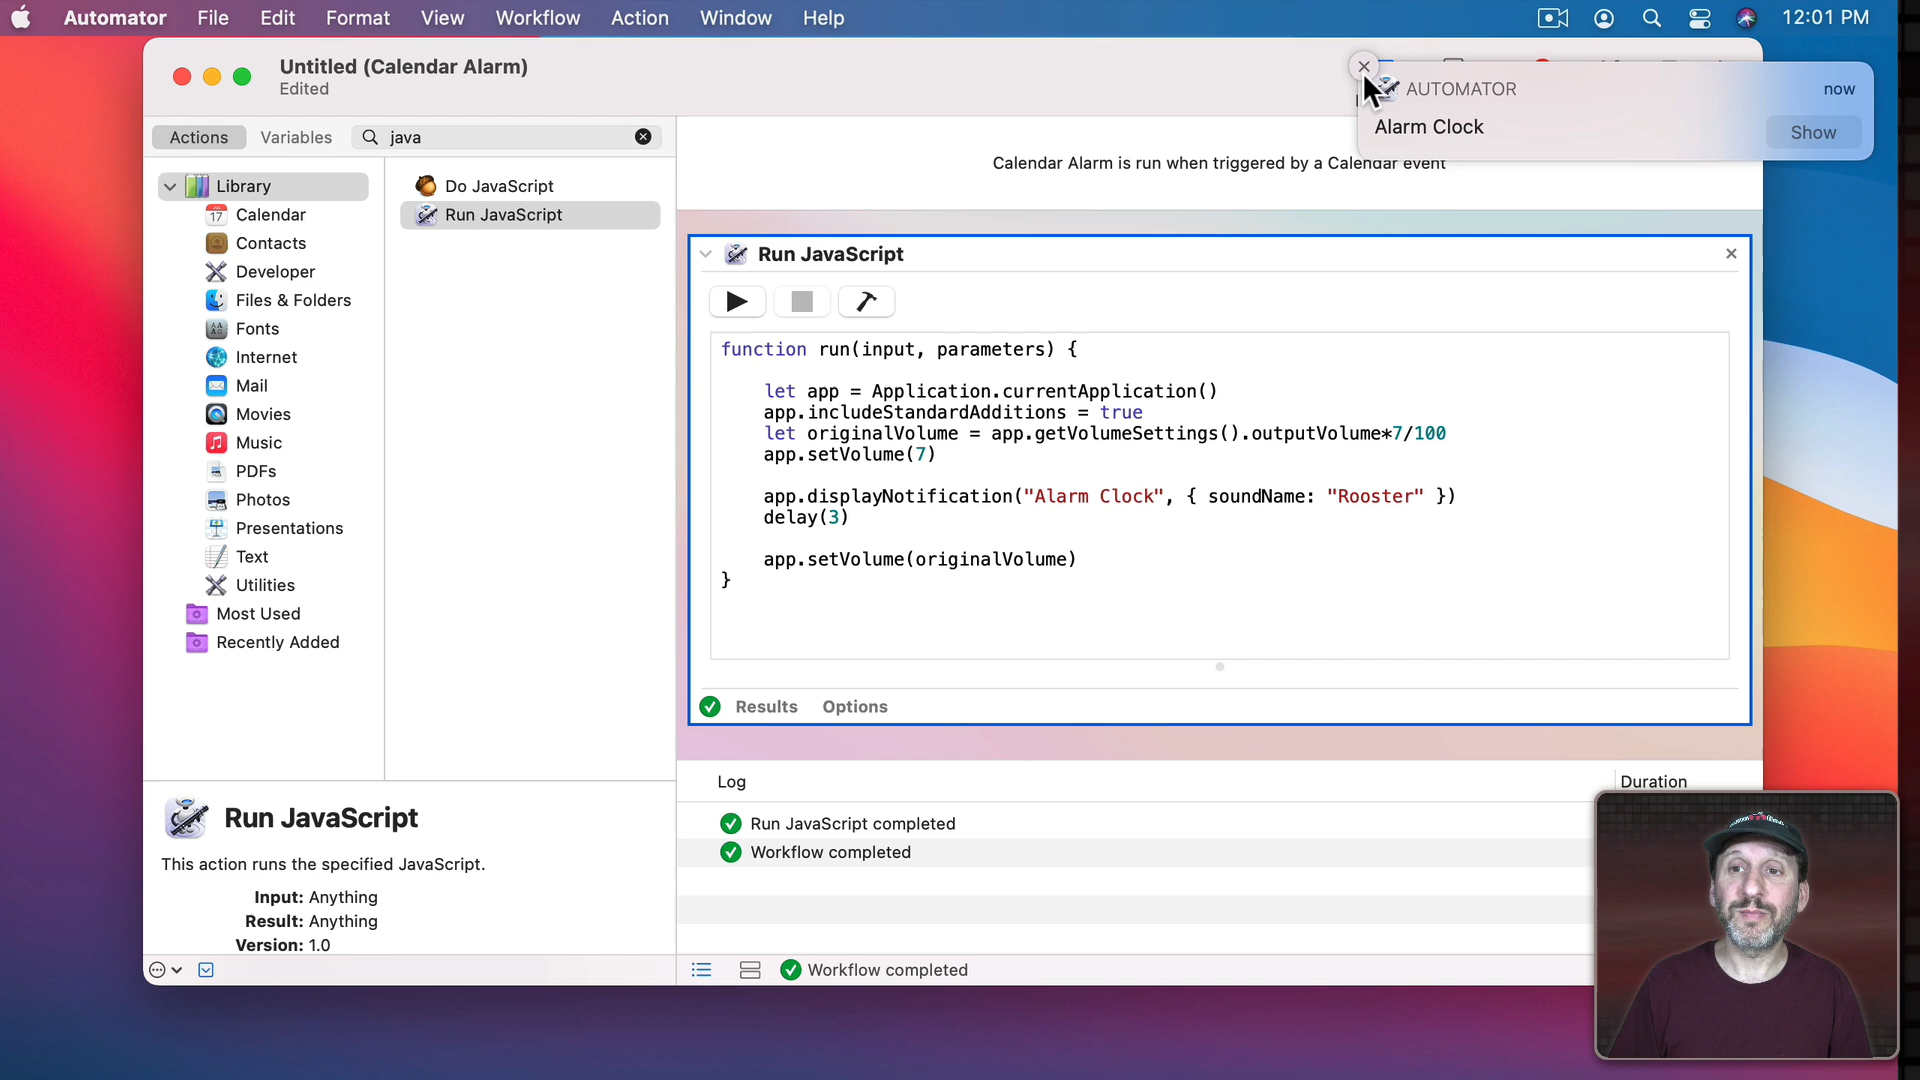 Automator File Edit Format View Workflow Action Window Help 12:01 PM
Untitled (Calendar Alarm)
Edited
AUTOMATOR now
Alarm Clock
Show
Actions Variables java
Calendar Alarm is run when triggered by a Calendar event
Library
Calendar
17
Contacts
Developer
Files & Folders
Fonts
Internet
Mail
Movies
Music
PDFs
Photos
Presentations
Text
Utilities
Most Used
Recently Added
Do JavaScript
Run JavaScript
Run JavaScript
function run(input, parameters) {
let app = Application.currentApplication()
app.includeStandardAdditions = true
let originalVolume = app.getVolumeSettings().outputVolume*7/100
app.setVolume(7)
app.displayNotification("Alarm Clock", { soundName: "Rooster" })
delay(3)
app.setVolume(originalVolume)
}
Results Options
Log Duration
Run JavaScript completed
Workflow completed
Run JavaScript
This action runs the specified JavaScript.
Input: Anything
Result: Anything
Version: 1.0
Workflow completed